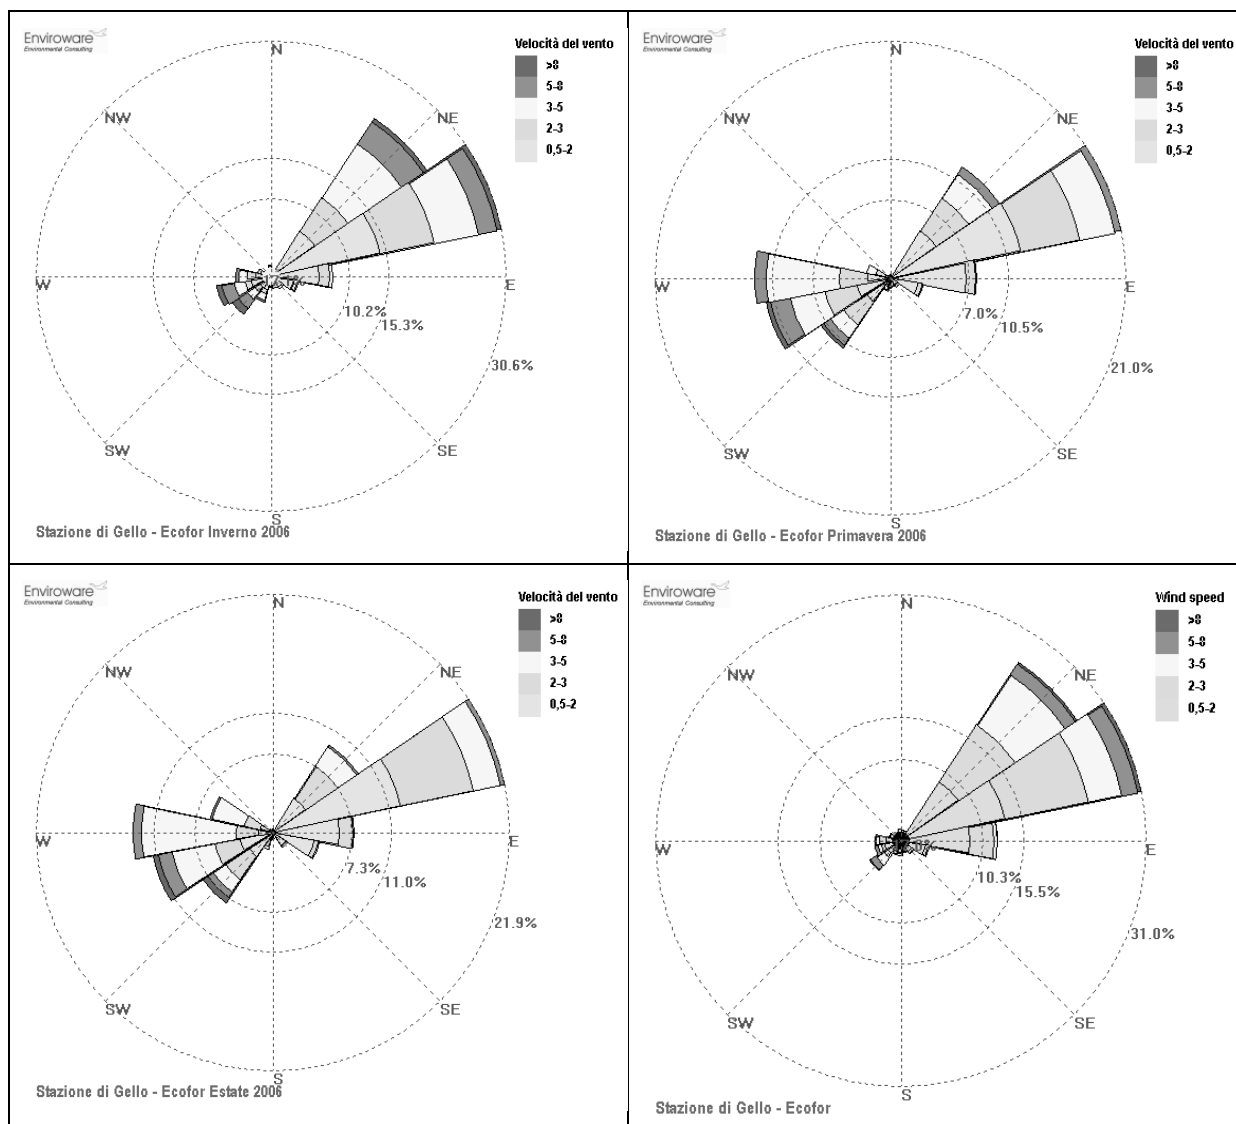 Enviroware
Environmental Consulting
Velocità del vento
>8
5-8
3-5
2-3
0,5-2
N
NW
NE
W
E
10.2%
15.3%
30.6%
SW
SE
S
Stazione di Gello - Ecofor Inverno 2006
Enviroware
Environmental Consulting
Velocità del vento
>8
5-8
3-5
2-3
0,5-2
N
NW
NE
W
E
7.0%
10.5%
21.0%
SW
SE
S
Stazione di Gello - Ecofor Primavera 2006
Enviroware
Environmental Consulting
Velocità del vento
>8
5-8
3-5
2-3
0,5-2
N
NW
NE
W
E
7.3%
11.0%
21.9%
SW
SE
S
Stazione di Gello - Ecofor Estate 2006
Enviroware
Environmental Consulting
Wind speed
>8
5-8
3-5
2-3
0,5-2
N
NW
NE
W
E
10.3%
15.5%
31.0%
SW
SE
S
Stazione di Gello - Ecofor